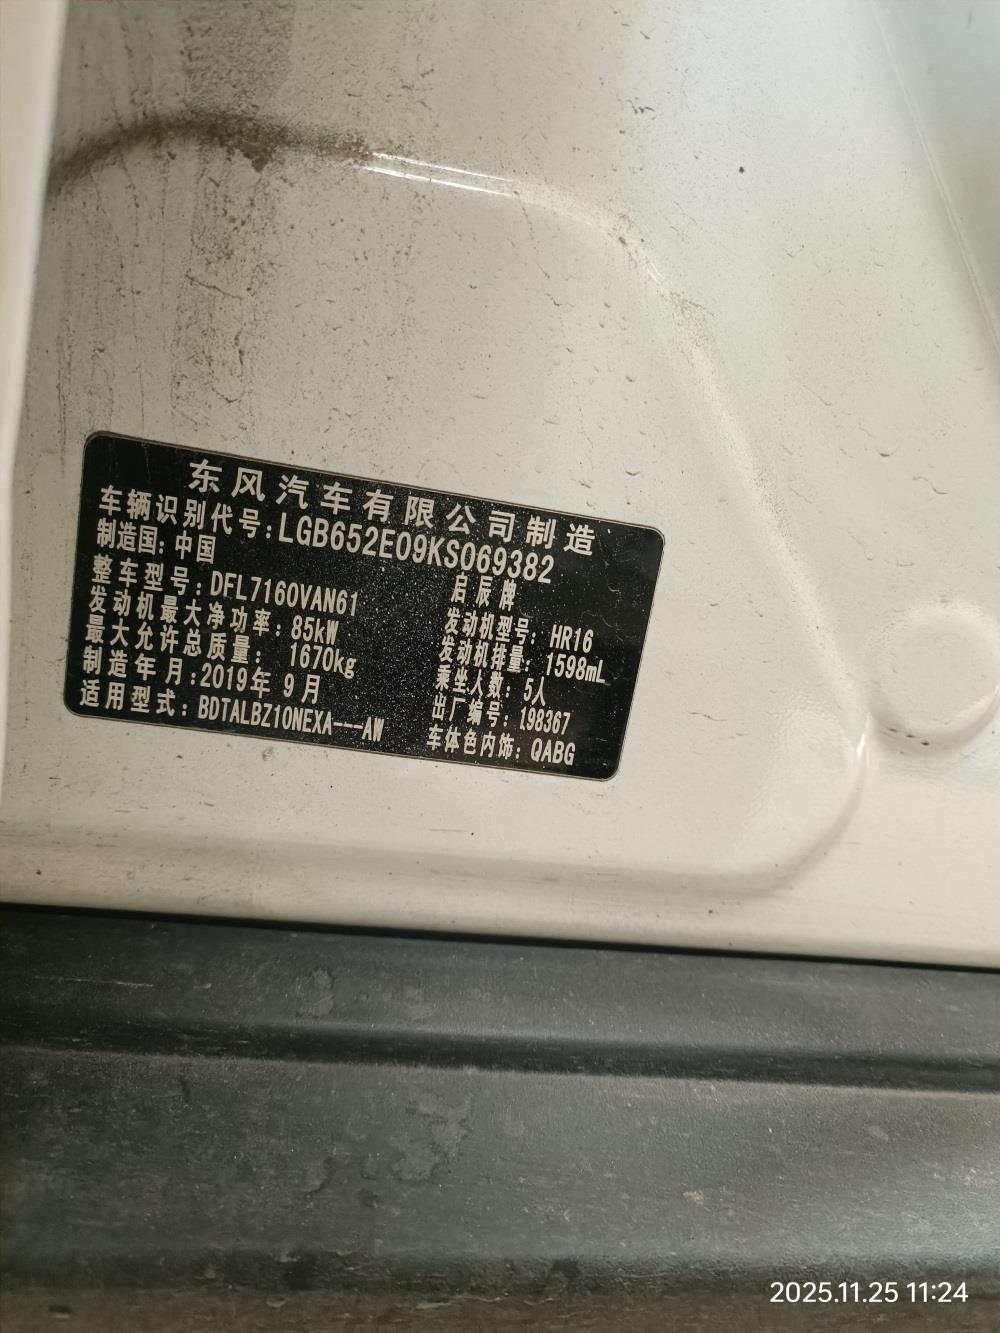 东风汽车有限公司制造
车辆识别代号:LGB652E09KS069382
制造国:中国 启辰牌
整车型号:DFL7160VAN61 发动机型号:HR16
发动机最大净功率:85kW 发动机排量:1598mL
最大允许总质量: 1670kg 乘坐人数:5人
制造年月:2019年 9月 出厂编号:198367
适用型式:BDTALBZ10NEXA---AW 车体色内饰:QABG
2025.11.25 11:24